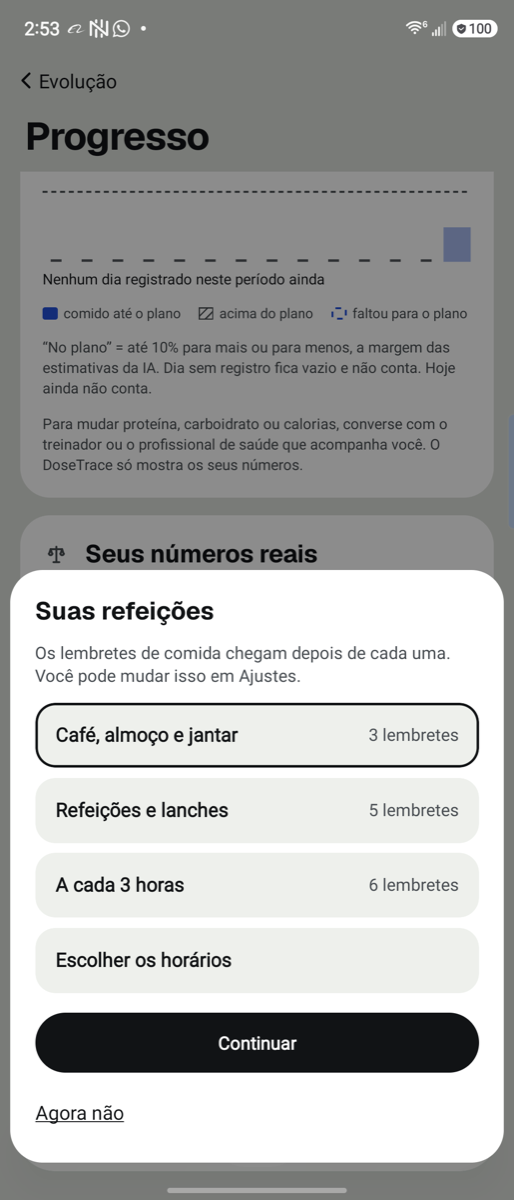 2:53
6
100
Evolução
Progresso
Nenhum dia registrado neste período ainda
comido até o plano acima do plano faltou para o plano
“No plano” = até 10% para mais ou para menos, a margem das
estimativas da IA. Dia sem registro fica vazio e não conta. Hoje
ainda não conta.
Para mudar proteína, carboidrato ou calorias, converse com o
treinador ou o profissional de saúde que acompanha você. O
DoseTrace só mostra os seus números.
Seus números reais
Suas refeições
Os lembretes de comida chegam depois de cada uma.
Você pode mudar isso em Ajustes.
Café, almoço e jantar 3 lembretes
Refeições e lanches 5 lembretes
A cada 3 horas 6 lembretes
Escolher os horários
Continuar
Agora não